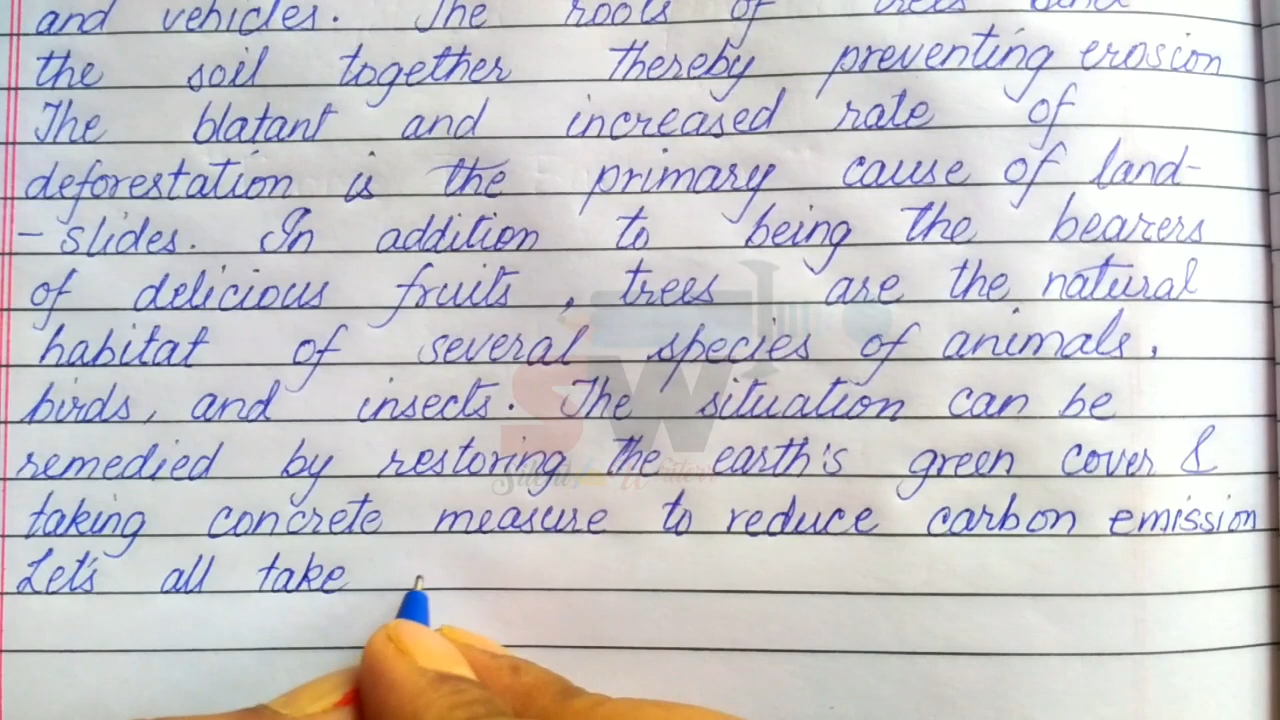 and vehicles. The roots of trees bind
the soil together thereby preventing erosion
The blatant and increased rate of
deforestation is the primary cause of land-
- slides. In addition to being the bearers
of delicious fruits , trees are the natural
habitat of several species of animals,
birds, and insects. The situation can be
remedied by restoring the earth's green cover &
taking concrete measure to reduce carbon emission
Let's all take
SW